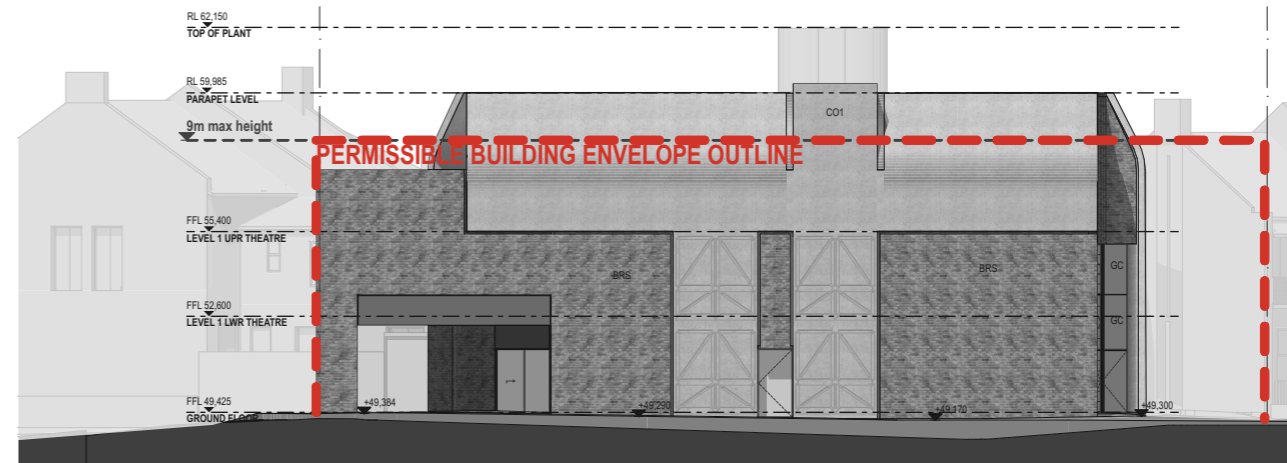 RL 62,150
TOP OF PLANT
RL 59,985
PARAPET LEVEL
CO1
9m max height
PERMISSIBLE BUILDING ENVELOPE OUTLINE
FFL 55,400
LEVEL 1 UPR THEATRE
BRS
BRS
GC
FFL 52,600
LEVEL 1 LWR THEATRE
GC
FFL 49,425
GROUND FLOOR
+49,384
+49,290
+49,170
+49,300